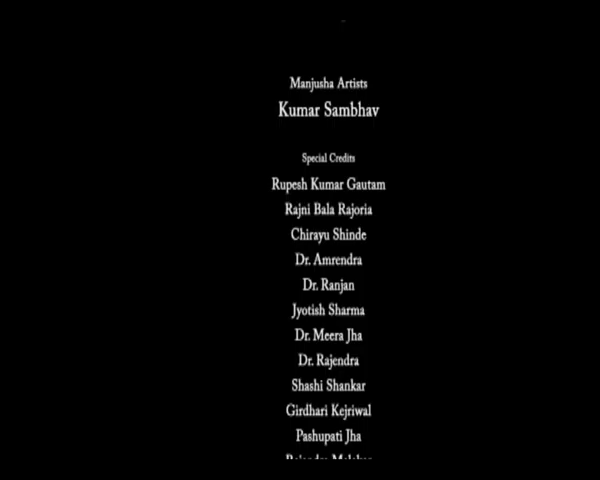 Manjusha Artists
Kumar Sambhav
Special Credits
Rupesh Kumar Gautam
Rajni Bala Rajoria
Chirayu Shinde
Dr. Amrendra
Dr. Ranjan
Jyotish Sharma
Dr. Meera Jha
Dr. Rajendra
Shashi Shankar
Girdhari Kejriwal
Pashupati Jha